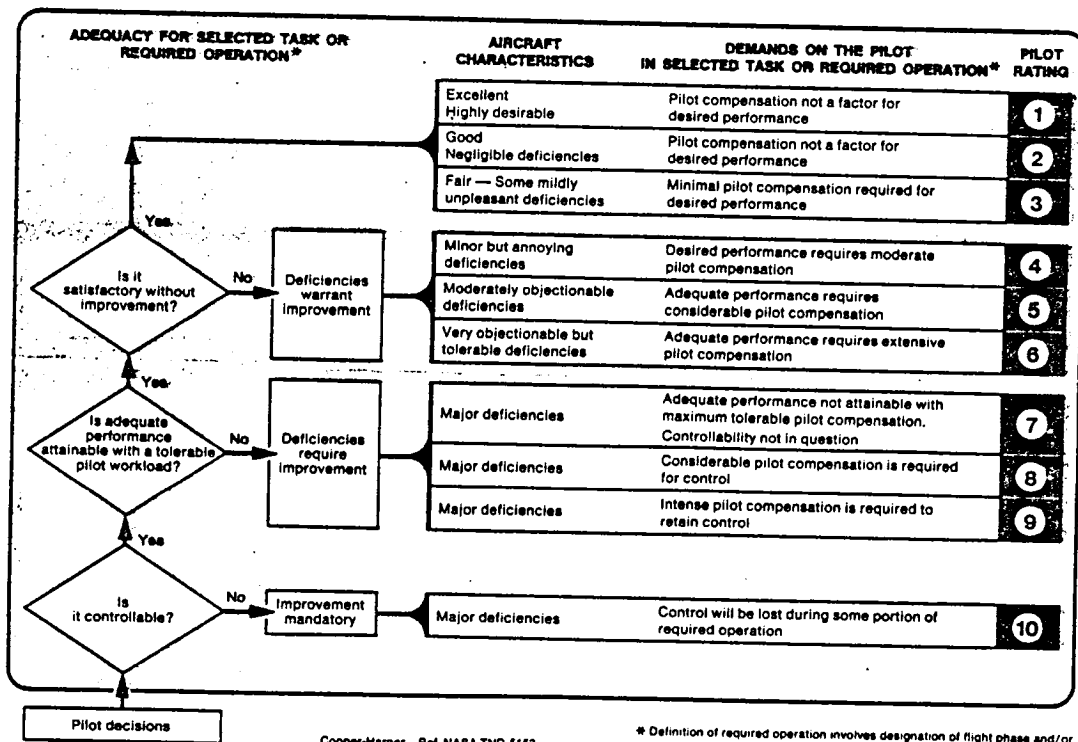 ADEQUACY FOR SELECTED TASK OR
REQUIRED OPERATION*
AIRCRAFT
CHARACTERISTICS
DEMANDS ON THE PILOT
IN SELECTED TASK OR REQUIRED OPERATION*
PILOT
RATING
Excellent
Highly desirable
Pilot compensation not a factor for
desired performance
1
Good
Negligible deficiencies
Pilot compensation not a factor for
desired performance
2
Fair — Some mildly
unpleasant deficiencies
Minimal pilot compensation required for
desired performance
3
Yes
Is it
satisfactory without
improvement?
No
Deficiencies
warrant
improvement
Minor but annoying
deficiencies
Desired performance requires moderate
pilot compensation
4
Moderately objectionable
deficiencies
Adequate performance requires
considerable pilot compensation
5
Very objectionable but
tolerable deficiencies
Adequate performance requires extensive
pilot compensation
6
Yes
Is adequate
performance
attainable with a tolerable
pilot workload?
No
Deficiencies
require
improvement
Major deficiencies
Adequate performance not attainable with
maximum tolerable pilot compensation.
Controllability not in question
7
Major deficiencies
Considerable pilot compensation is required
for control
8
Major deficiencies
Intense pilot compensation is required to
retain control
9
Yes
Is
it controllable?
No
Improvement
mandatory
Major deficiencies
Control will be lost during some portion of
required operation
10
Pilot decisions
Cooper-Harper Ref. NASA TND
* Definition of required operation involves designation of flight phase and/or